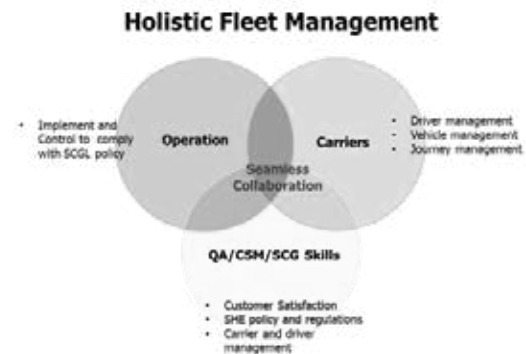 Holistic Fleet Management
• Implement and
Control to comply
with SCGL policy
Operation
Carriers
• Driver management
- Vehicle management
• Journey management
Seamless
Collaboration
QA/CSM/SCG Skills
• Customer Satisfaction
• SHE policy and regulations
• Carrier and driver
management